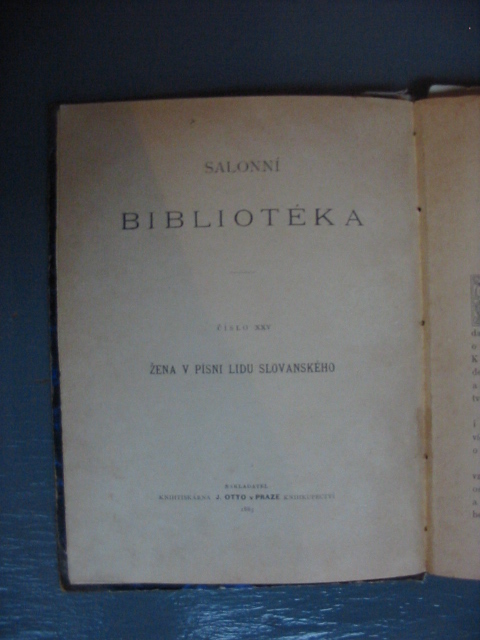 SALONNÍ
BIBLIOTÉKA
ČÍSLO XXV
ŽENA V PÍSNI LIDU SLOVANSKÉHO
NAKLADATEL
KNIHTISKÁRNA J. OTTO v PRAZE KNIHKUPECTVÍ